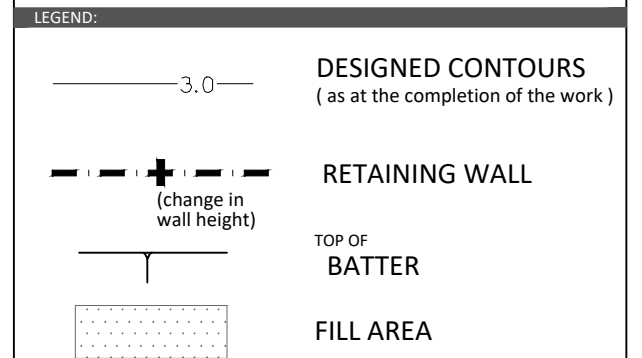 LEGEND:
3.0
DESIGNED CONTOURS
( as at the completion of the work )
RETAINING WALL
(change in
wall height)
TOP OF
BATTER
FILL AREA